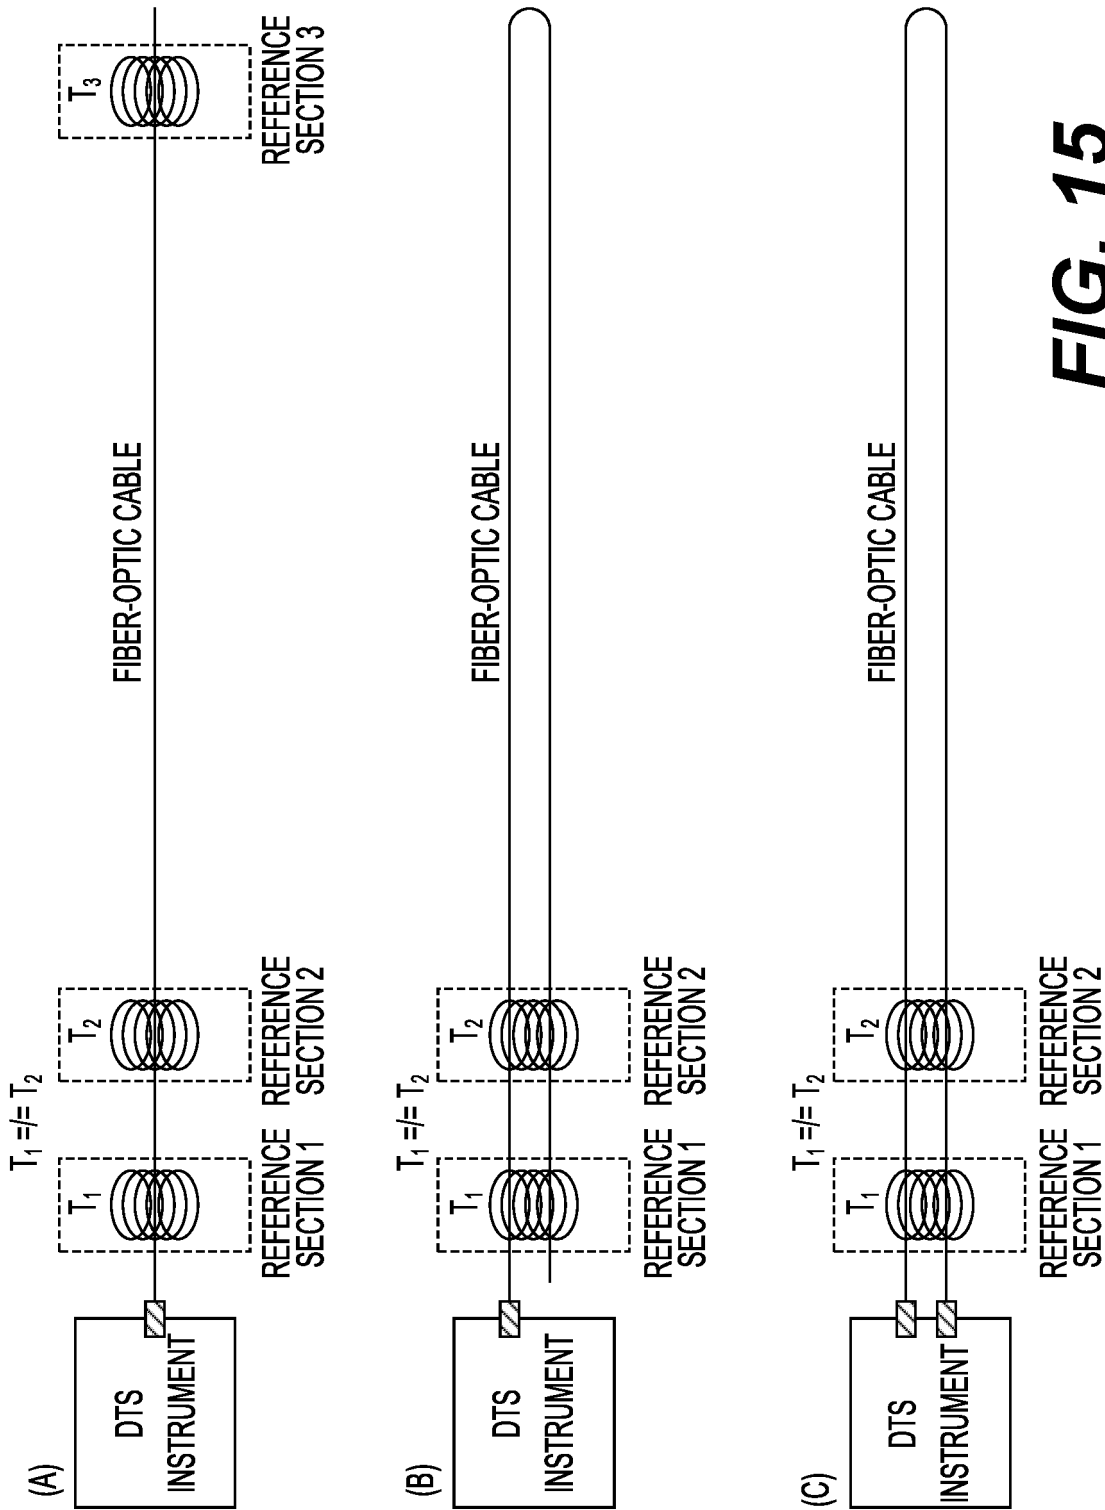 (A)
T₁ =/= T₂
T₁
T₂
T₃
DTS
INSTRUMENT
FIBER-OPTIC CABLE
REFERENCE
SECTION 1
REFERENCE
SECTION 2
REFERENCE
SECTION 3
(B)
T₁ =/= T₂
T₁
T₂
DTS
INSTRUMENT
FIBER-OPTIC CABLE
REFERENCE
SECTION 1
REFERENCE
SECTION 2
(C)
T₁ =/= T₂
T₁
T₂
DTS
INSTRUMENT
FIBER-OPTIC CABLE
REFERENCE
SECTION 1
REFERENCE
SECTION 2
FIG. 15